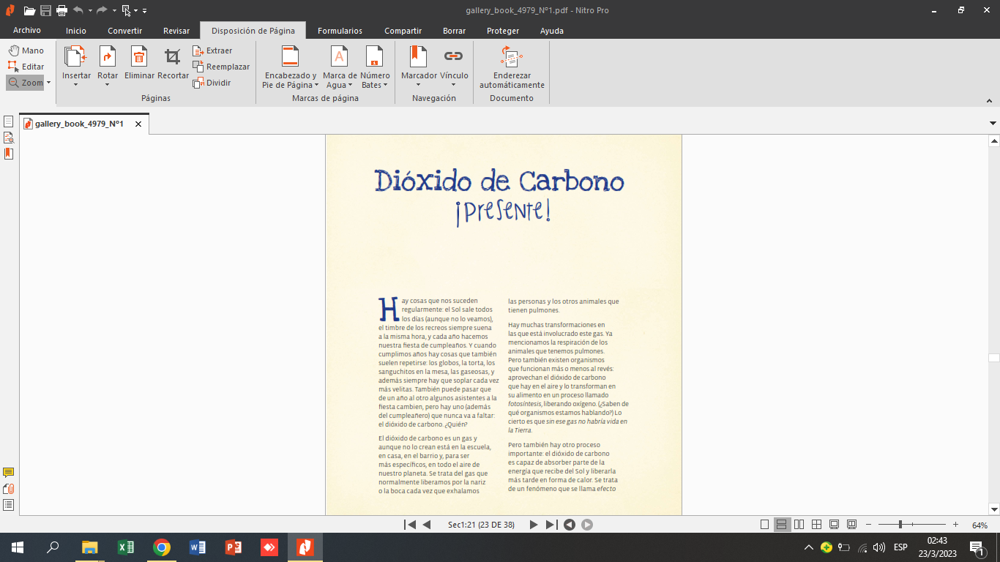 gallery_book_4979_Nº1.pdf - Nitro Pro
Archivo Inicio Convertir Revisar Disposición de Página Formularios Compartir Borrar Proteger Ayuda
Mano
Editar
Zoom
Insertar Rotar Eliminar Recortar
Extraer
Reemplazar
Dividir
Páginas
Encabezado y
Pie de Página
Marca de
Agua
Número
Bates
Marcas de página
Marcador Vínculo
Navegación
Enderezar
automáticamente
Documento
gallery_book_4979_Nº1
Dióxido de Carbono
¡Presente!
Hay cosas que nos suceden
regularmente: el Sol sale todos
los días (aunque no lo veamos),
el timbre de los recreos siempre suena
a la misma hora, y cada año hacemos
nuestra fiesta de cumpleaños. Y cuando
cumplimos años hay cosas que también
suelen repetirse: los globos, la torta, los
sanguchitos en la mesa, las gaseosas, y
además siempre hay que soplar cada vez
más velitas. También puede pasar que
de un año al otro algunos asistentes a la
fiesta cambien, pero hay uno (además
del cumpleañero) que nunca va a faltar:
el dióxido de carbono. ¿Quién?
El dióxido de carbono es un gas y
aunque no lo crean está en la escuela,
en casa, en el barrio y, para ser
más específicos, en todo el aire de
nuestro planeta. Se trata del gas que
normalmente liberamos por la nariz
o la boca cada vez que exhalamos
las personas y los otros animales que
tienen pulmones.
Hay muchas transformaciones en
las que está involucrado este gas. Ya
mencionamos la respiración de los
animales que tenemos pulmones.
Pero también existen organismos
que funcionan más o menos al revés:
aprovechan el dióxido de carbono
que hay en el aire y lo transforman en
su alimento en un proceso llamado
fotosíntesis, liberando oxígeno. (¿Saben de
qué organismos estamos hablando?) Lo
cierto es que sin ese gas no habría vida en
la Tierra.
Pero también hay otro proceso
importante: el dióxido de carbono
es capaz de absorber parte de la
energía que recibe del Sol y liberarla
más tarde en forma de calor. Se trata
de un fenómeno que se llama efecto
Sec1:21 (23 DE 38)
64%
ESP
02:43
23/3/2023
1